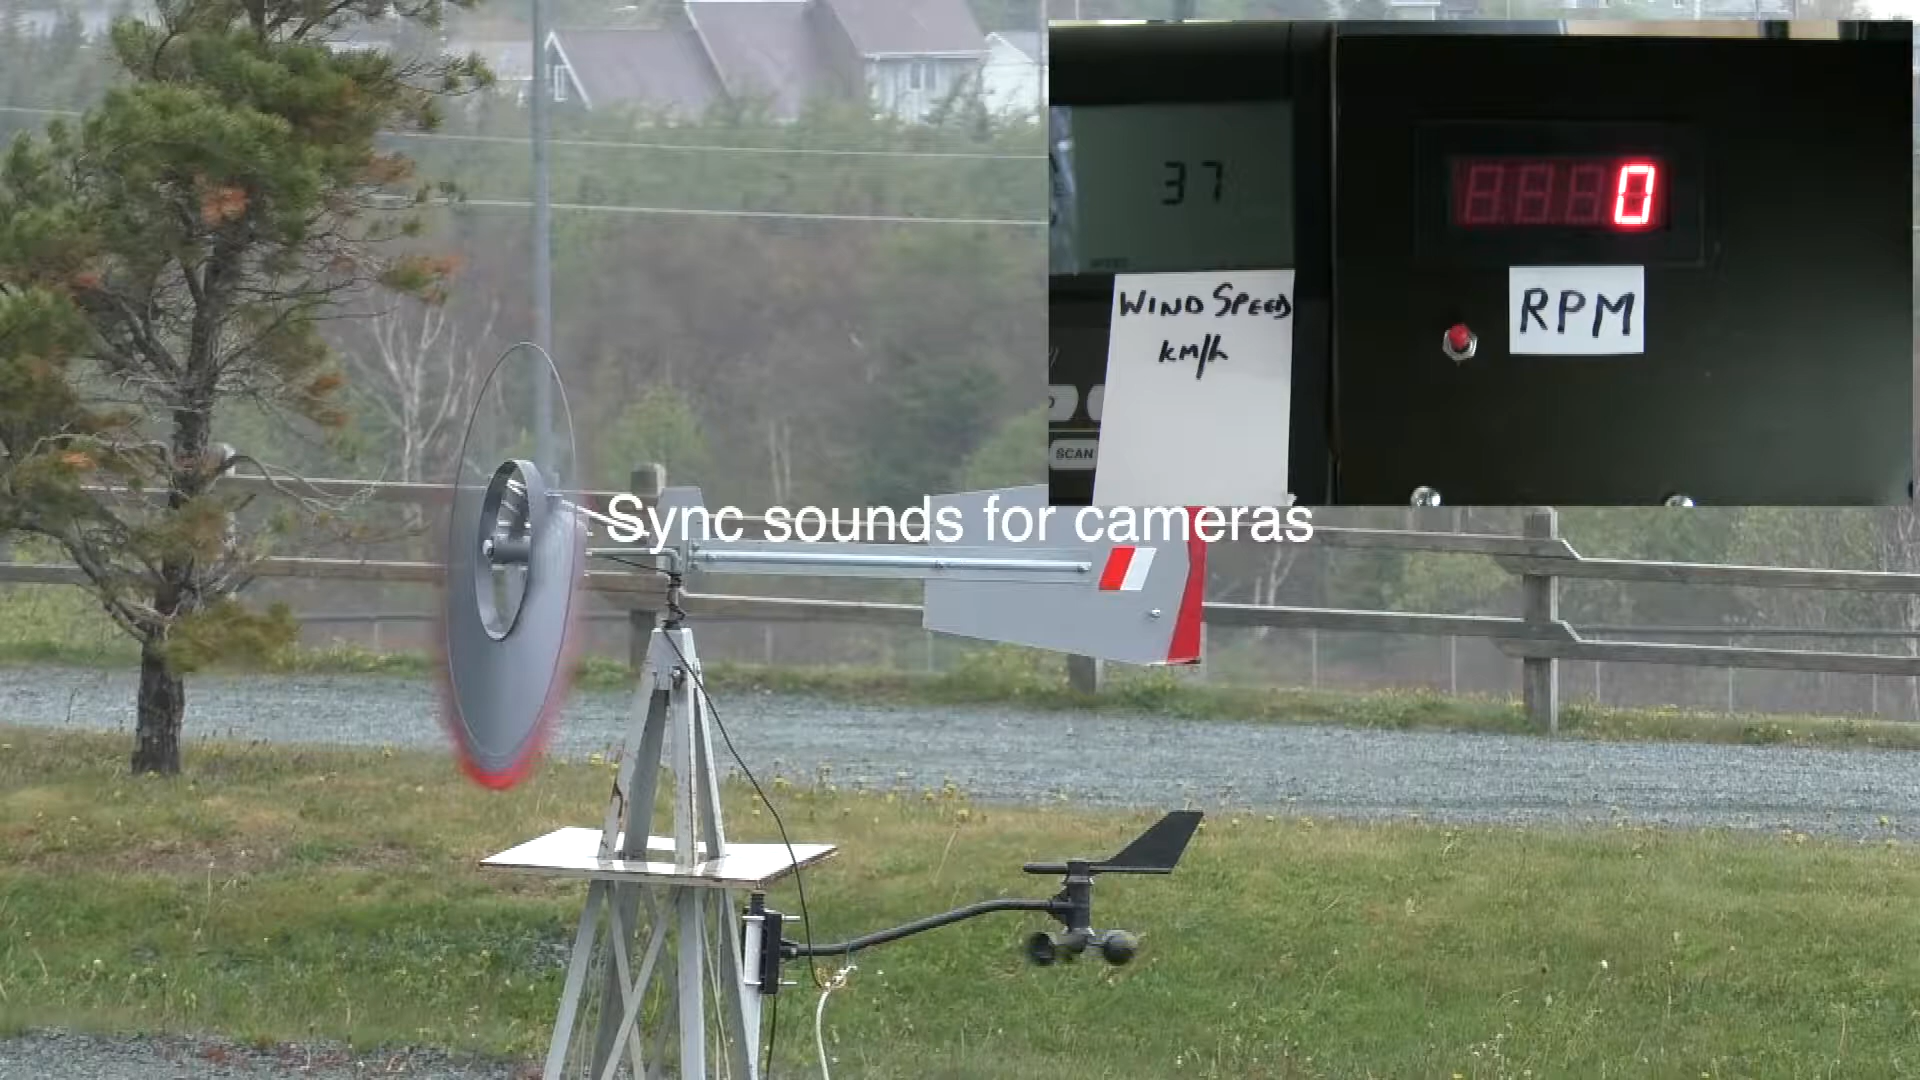 37
0
WIND SPEED
km/h
RPM
SCAN
Sync sounds for cameras